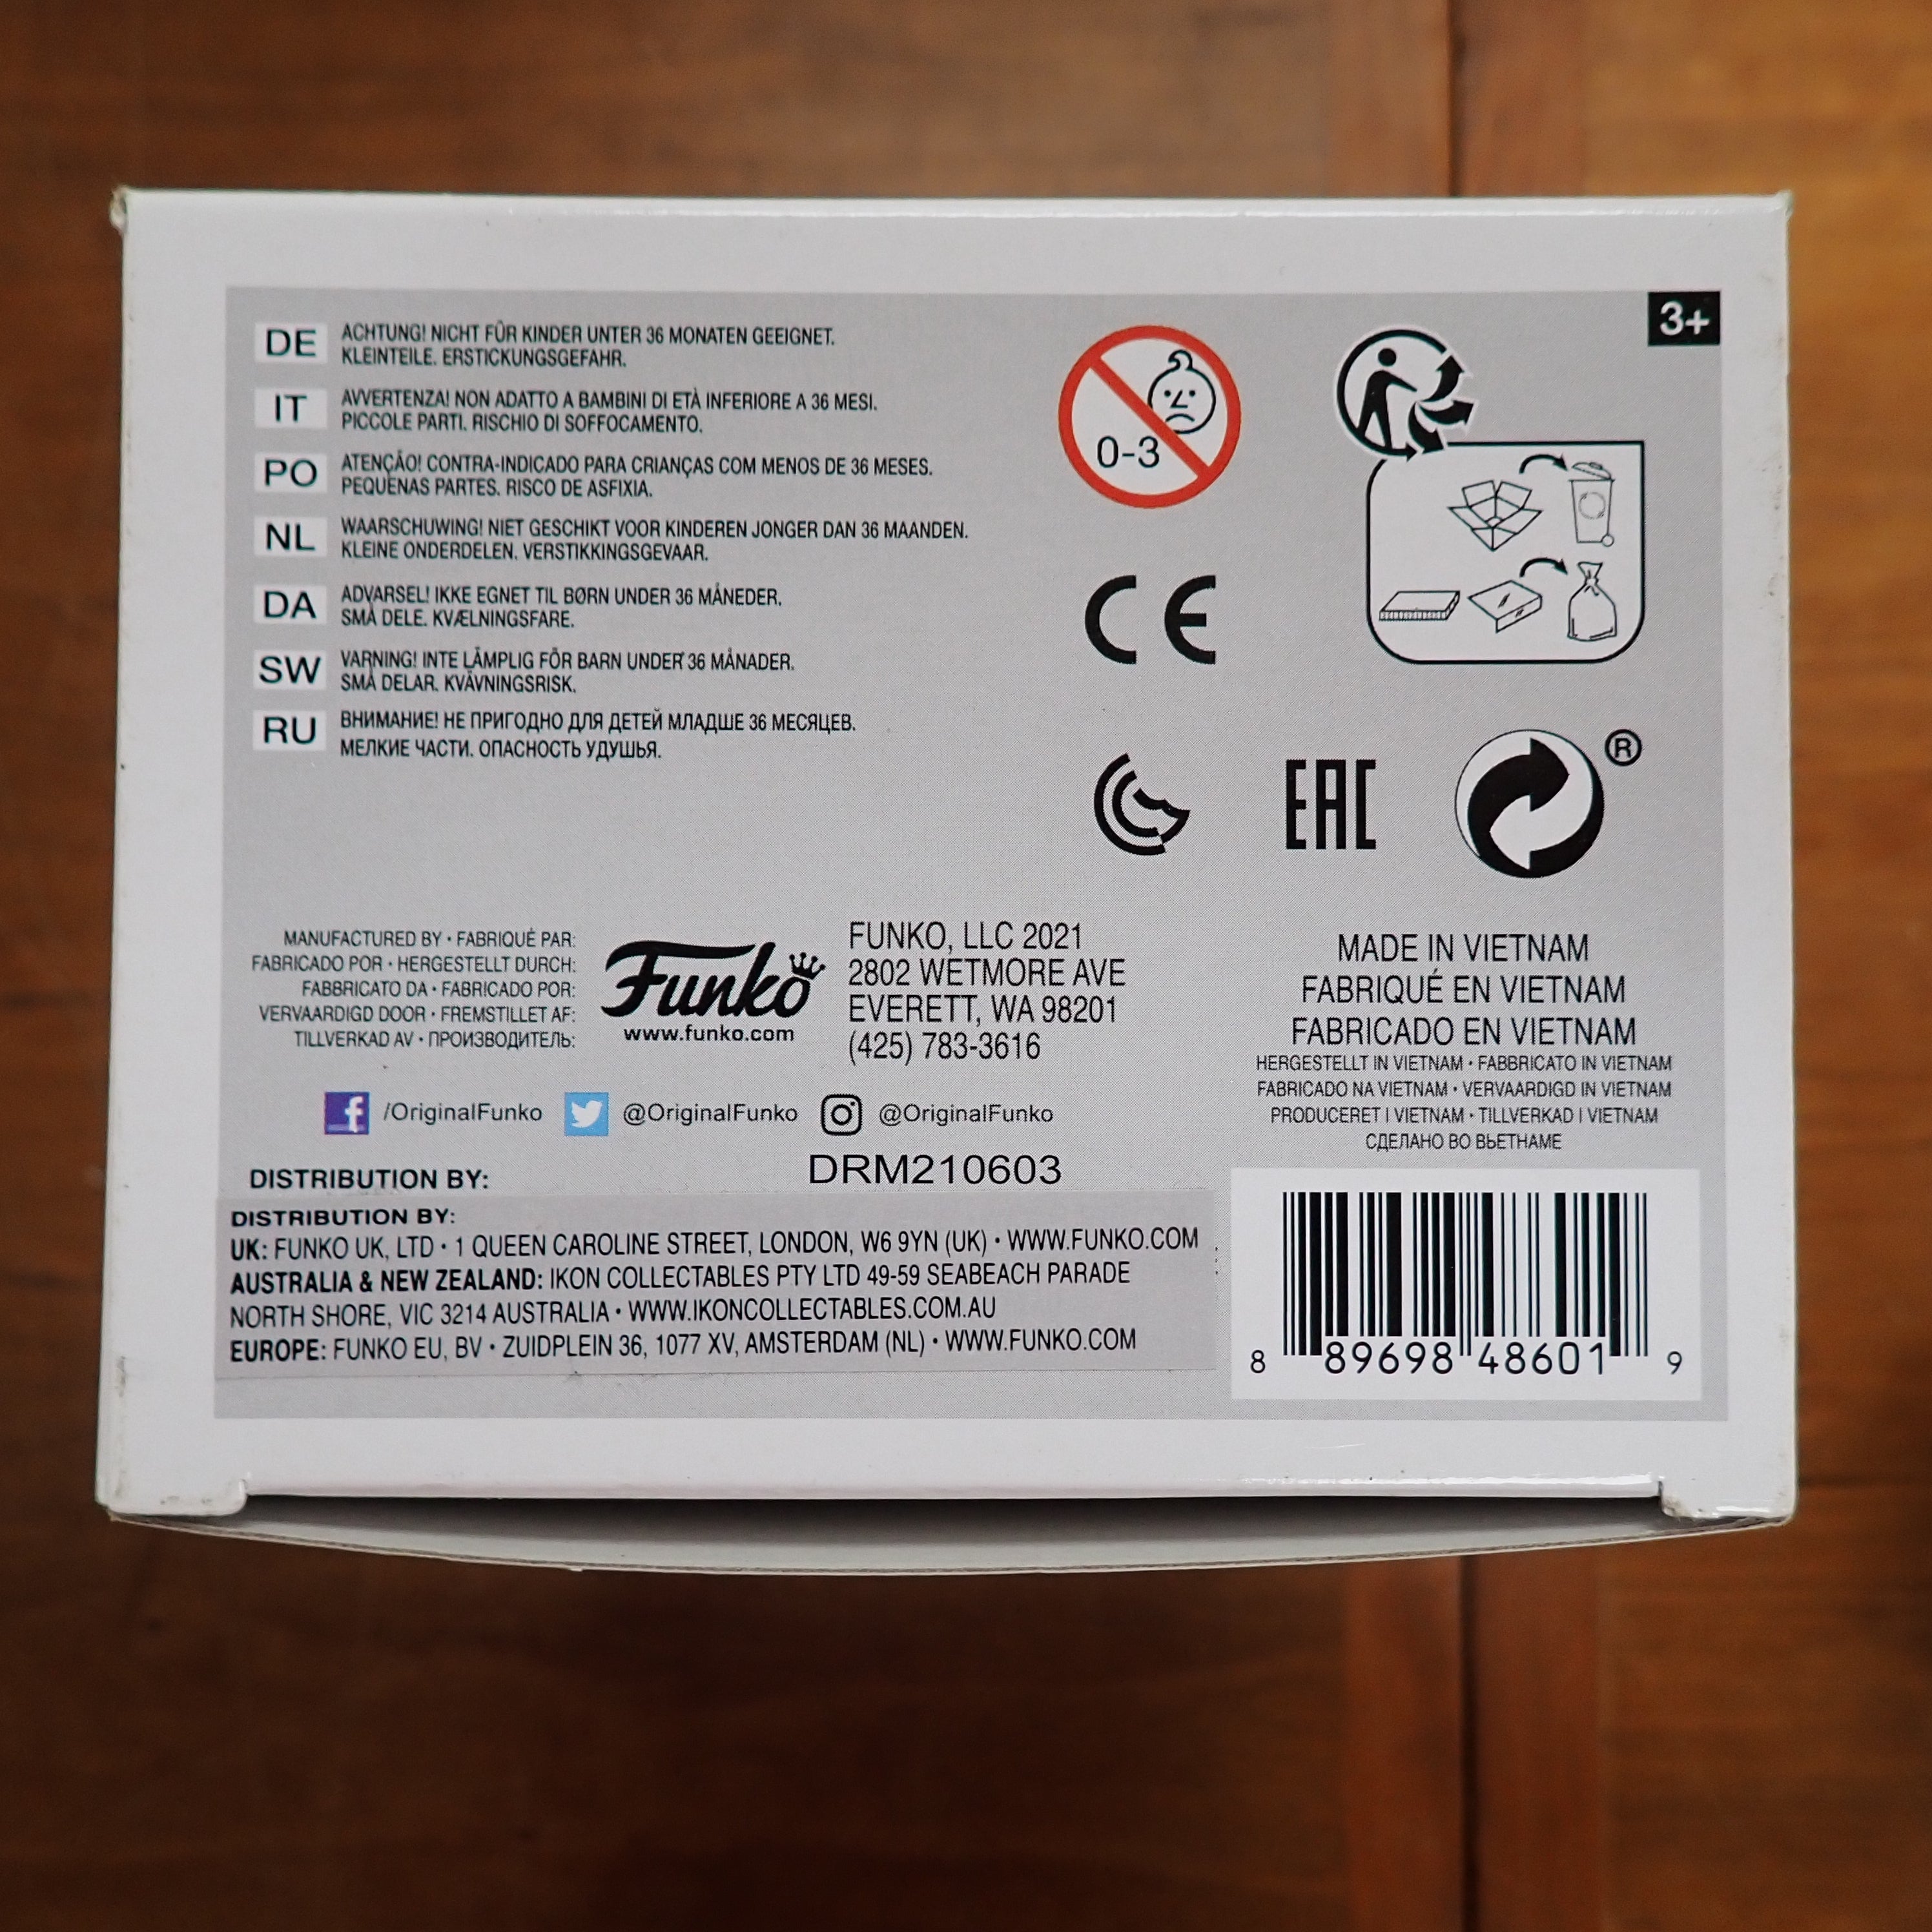 3+
DE
ACHTUNG! NICHT FÜR KINDER UNTER 36 MONATEN GEEIGNET.
KLEINTEILE. ERSTICKUNGSGEFAHR.
IT
AVVERTENZA! NON ADATTO A BAMBINI DI ETÀ INFERIORE A 36 MESI.
PICCOLE PARTI. RISCHIO DI SOFFOCAMENTO.
PO
ATENÇÃO! CONTRA-INDICADO PARA CRIANÇAS COM MENOS DE 36 MESES.
PEQUENAS PARTES. RISCO DE ASFIXIA.
NL
WAARSCHUWING! NIET GESCHIKT VOOR KINDEREN JONGER DAN 36 MAANDEN.
KLEINE ONDERDELEN. VERSTIKKINGSGEVAAR.
DA
ADVARSEL! IKKE EGNET TIL BØRN UNDER 36 MÅNEDER.
SMÅ DELE. KVÆLNINGSFARE.
SW
VARNING! INTE LÄMPLIG FÖR BARN UNDER 36 MÅNADER.
SMÅ DELAR. KVÄVNINGSRISK.
RU
ВНИМАНИЕ! НЕ ПРИГОДНО ДЛЯ ДЕТЕЙ МЛАДШЕ 36 МЕСЯЦЕВ.
МЕЛКИЕ ЧАСТИ. ОПАСНОСТЬ УДУШЬЯ.
0-3
CE
EAC
®
MANUFACTURED BY • FABRIQUÉ PAR:
FABRICADO POR • HERGESTELLT DURCH:
FABBRICATO DA • FABRICADO POR:
VERVAARDIGD DOOR • FREMSTILLET AF:
TILLVERKAD AV • ПРОИЗВОДИТЕЛЬ:
Funko
www.funko.com
FUNKO, LLC 2021
2802 WETMORE AVE
EVERETT, WA 98201
(425) 783-3616
MADE IN VIETNAM
FABRIQUÉ EN VIETNAM
FABRICADO EN VIETNAM
HERGESTELLT IN VIETNAM • FABBRICATO IN VIETNAM
FABRICADO NA VIETNAM • VERVAARDIGD IN VIETNAM
PRODUCERET I VIETNAM • TILLVERKAD I VIETNAM
СДЕЛАНО ВО ВЬЕТНАМЕ
f /OriginalFunko @OriginalFunko @OriginalFunko
DISTRIBUTION BY:
DRM210603
DISTRIBUTION BY:
UK: FUNKO UK, LTD • 1 QUEEN CAROLINE STREET, LONDON, W6 9YN (UK) • WWW.FUNKO.COM
AUSTRALIA & NEW ZEALAND: IKON COLLECTABLES PTY LTD 49-59 SEABEACH PARADE
NORTH SHORE, VIC 3214 AUSTRALIA • WWW.IKONCOLLECTABLES.COM.AU
EUROPE: FUNKO EU, BV • ZUIDPLEIN 36, 1077 XV, AMSTERDAM (NL) • WWW.FUNKO.COM
8 89698 48601 9